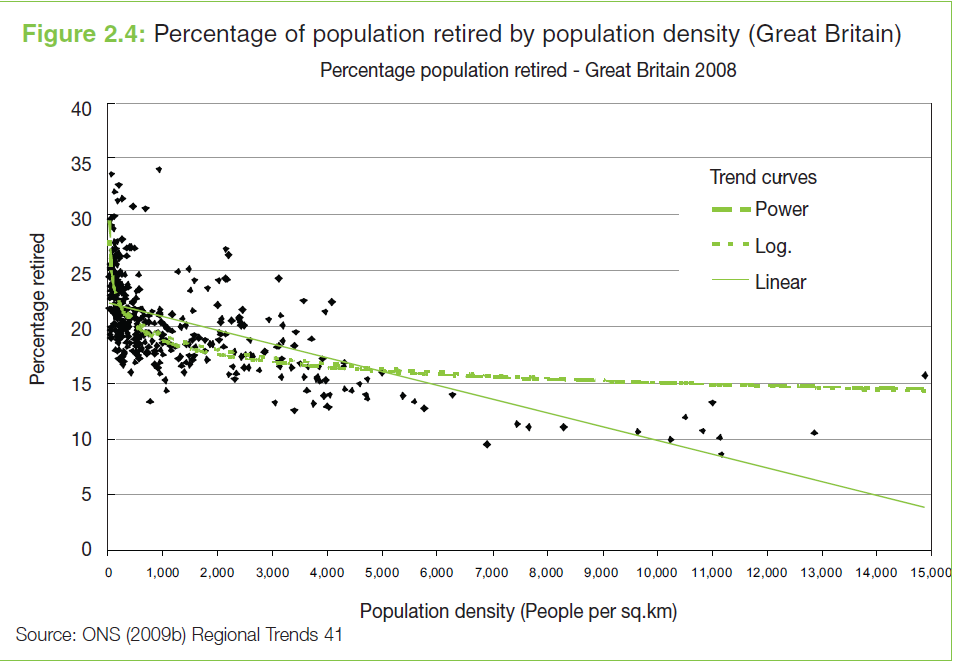 Figure 2.4: Percentage of population retired by population density (Great Britain)
Percentage population retired - Great Britain 2008
40
35
30
25
20
15
10
5
0
Percentage retired
Trend curves
Power
Log.
Linear
0 1,000 2,000 3,000 4,000 5,000 6,000 7,000 8,000 9,000 10,000 11,000 12,000 13,000 14,000 15,000
Population density (People per sq.km)
Source: ONS (2009b) Regional Trends 41